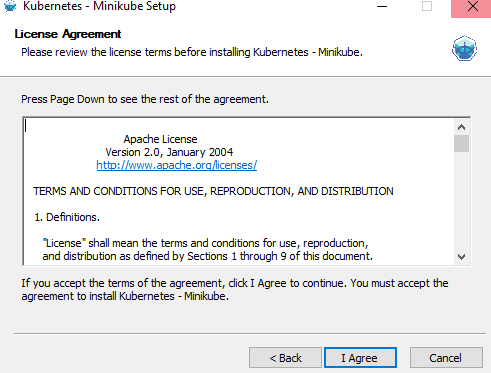 Kubernetes - Minikube Setup
License Agreement
Please review the license terms before installing Kubernetes - Minikube.
Press Page Down to see the rest of the agreement.
Apache License
Version 2.0, January 2004
http://www.apache.org/licenses/
TERMS AND CONDITIONS FOR USE, REPRODUCTION, AND DISTRIBUTION
1. Definitions.
"License" shall mean the terms and conditions for use, reproduction,
and distribution as defined by Sections 1 through 9 of this document.
If you accept the terms of the agreement, click I Agree to continue. You must accept the
agreement to install Kubernetes - Minikube.
< Back
I Agree
Cancel